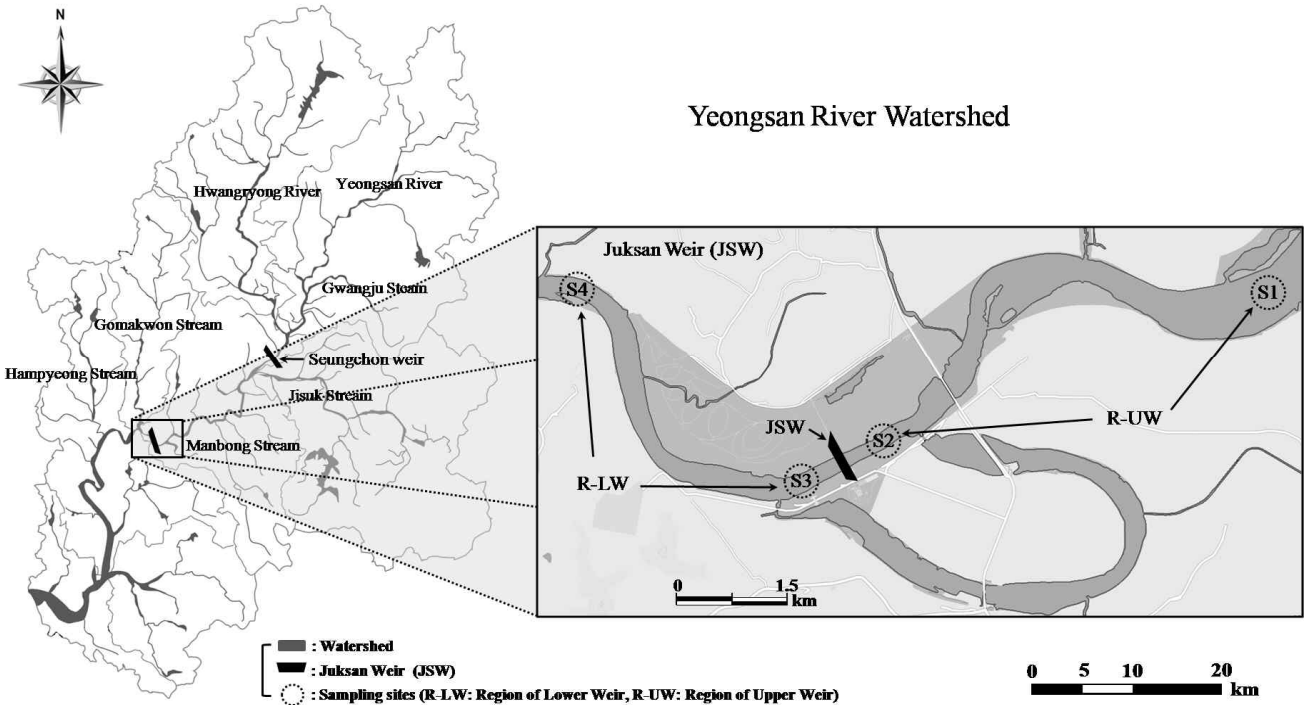 N
Yeongsan River Watershed
Hwangryong River
Yeongsan River
Juksan Weir (JSW)
S4
S1
Gwangju Steam
Gomakwon Stream
Seungchon weir
Hampyeong Stream
Jisuk Stream
JSW
S2
R-UW
Manbong Stream
R-LW
S3
0 1.5
km
: Watershed
: Juksan Weir (JSW)
: Sampling sites (R-LW: Region of Lower Weir, R-UW: Region of Upper Weir)
0 5 10 20
km